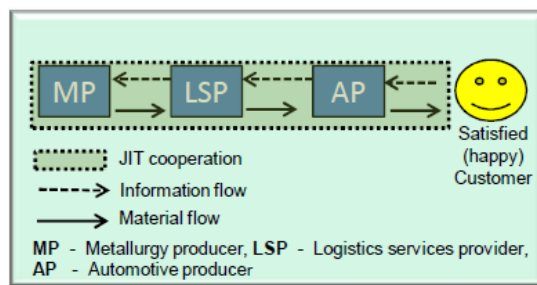 MP LSP AP
Satisfied
(happy)
Customer
JIT cooperation
Information flow
Material flow
MP - Metallurgy producer, LSP - Logistics services provider,
AP - Automotive producer